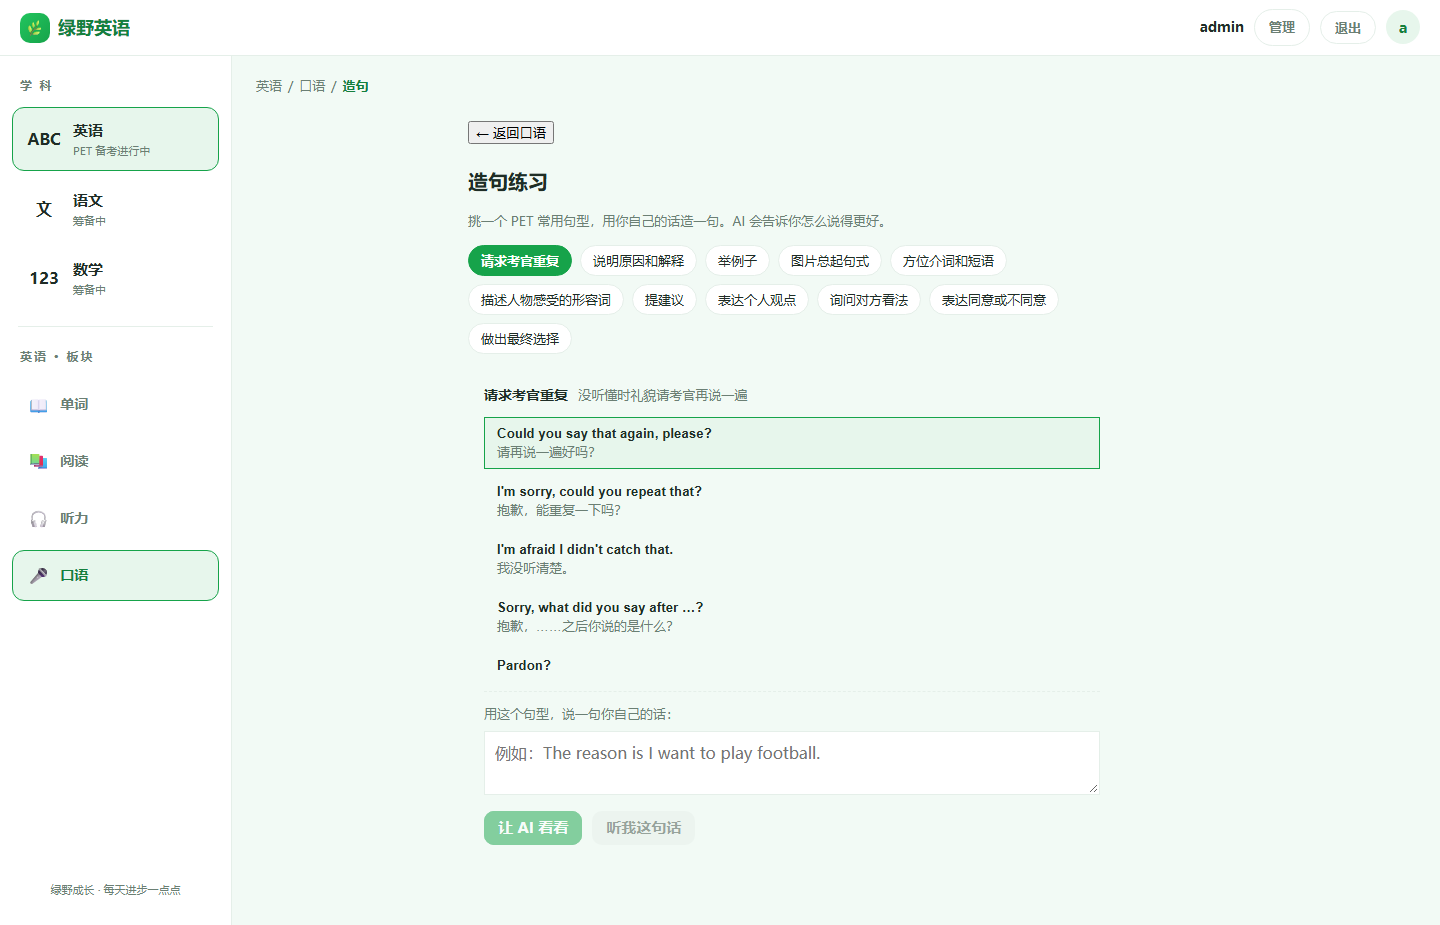 绿野英语
admin
管理
退出
a
学 科
ABC
英语
PET 备考进行中
文
语文
筹备中
123
数学
筹备中
英语 • 板块
单词
阅读
听力
口语
绿野成长 · 每天进步一点点
英语 / 口语 / 造句
← 返回口语
造句练习
挑一个 PET 常用句型，用你自己的话造一句。AI 会告诉你怎么说得更好。
请求考官重复 说明原因和解释 举例子 图片总起句式 方位介词和短语
描述人物感受的形容词 提建议 表达个人观点 询问对方看法 表达同意或不同意
做出最终选择
请求考官重复 没听懂时礼貌请考官再说一遍
Could you say that again, please?
请再说一遍好吗？
I'm sorry, could you repeat that?
抱歉，能重复一下吗？
I'm afraid I didn't catch that.
我没听清楚。
Sorry, what did you say after …?
抱歉，……之后你说的是什么？
Pardon?
用这个句型，说一句你自己的话：
例如：The reason is I want to play football.
让 AI 看看 听我这句话